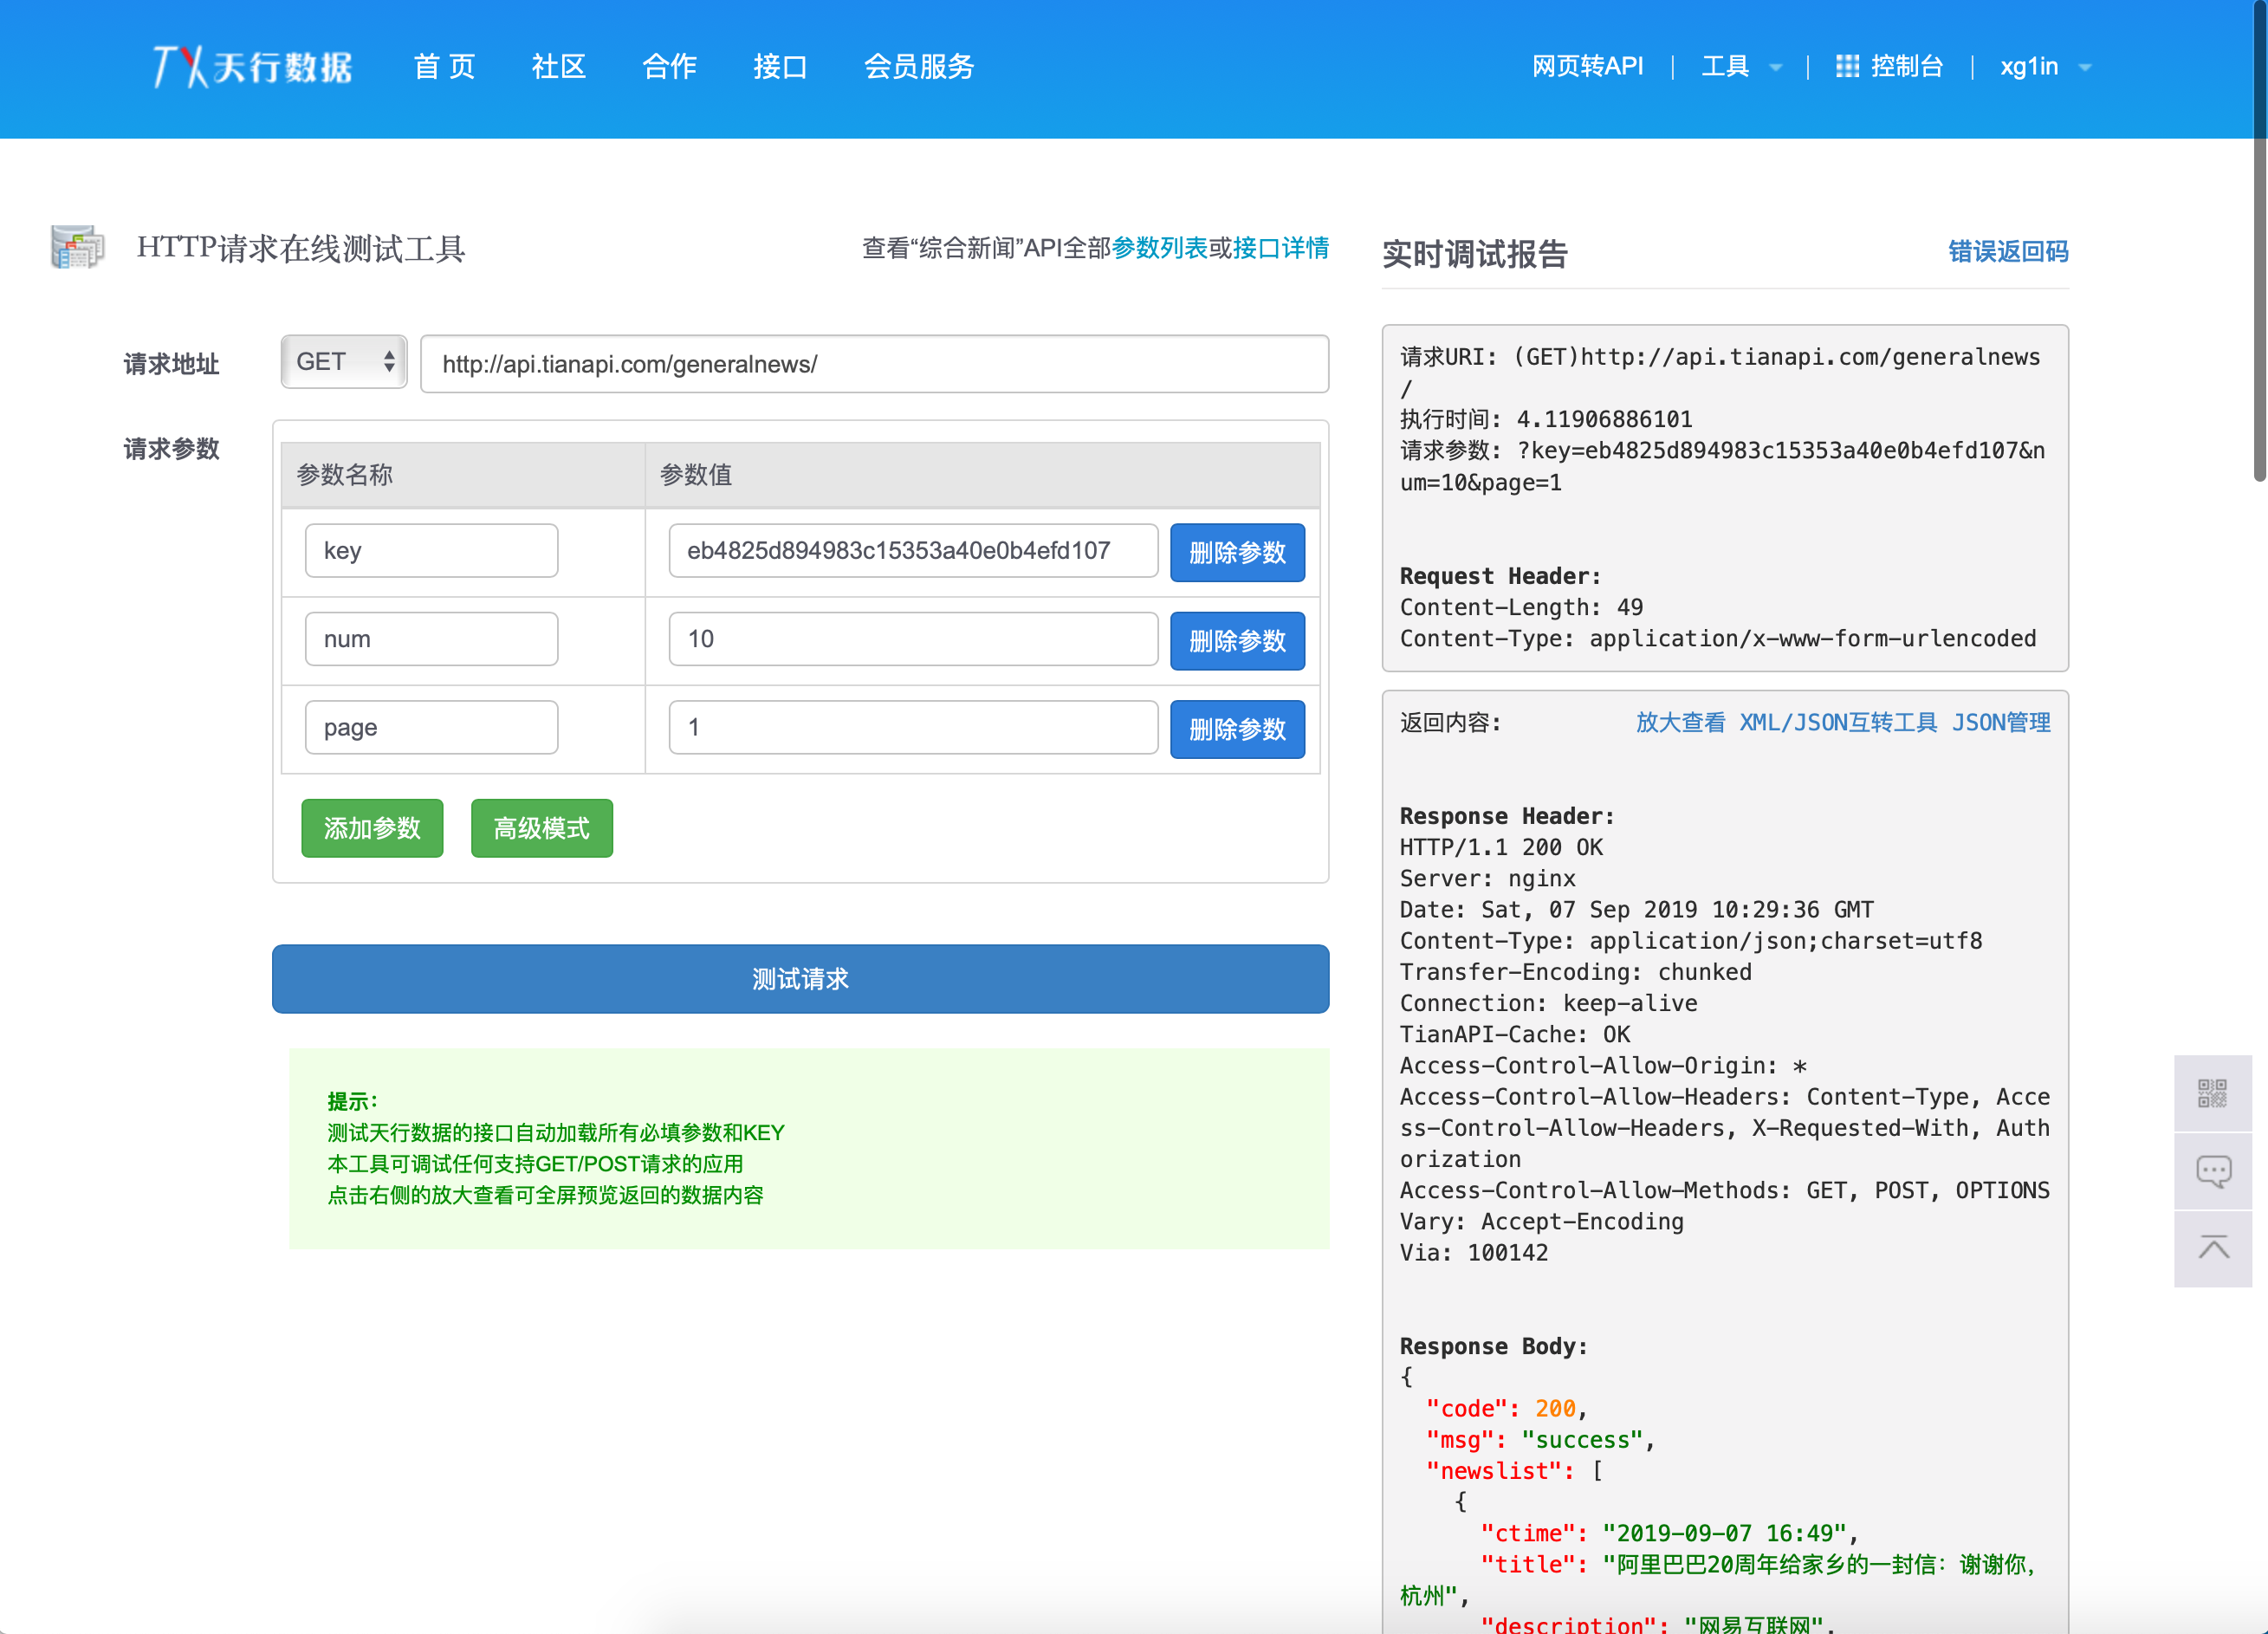 TX天行数据
首 页
社区
合作
接口
会员服务
网页转API
工具
控制台
xg1in
HTTP请求在线测试工具
查看“综合新闻”API全部参数列表或接口详情
请求地址
GET
http://api.tianapi.com/generalnews/
请求参数
参数名称
参数值
key
eb4825d894983c15353a40e0b4efd107
删除参数
num
10
删除参数
page
1
删除参数
添加参数
高级模式
测试请求
提示：
测试天行数据的接口自动加载所有必填参数和KEY
本工具可调试任何支持GET/POST请求的应用
点击右侧的放大查看可全屏预览返回的数据内容
实时调试报告
错误返回码
请求URI: (GET)http://api.tianapi.com/generalnews
/
执行时间: 4.11906886101
请求参数: ?key=eb4825d894983c15353a40e0b4efd107&n
um=10&page=1
Request Header:
Content-Length: 49
Content-Type: application/x-www-form-urlencoded
返回内容:
放大查看 XML/JSON互转工具 JSON管理
Response Header:
HTTP/1.1 200 OK
Server: nginx
Date: Sat, 07 Sep 2019 10:29:36 GMT
Content-Type: application/json;charset=utf8
Transfer-Encoding: chunked
Connection: keep-alive
TianAPI-Cache: OK
Access-Control-Allow-Origin: *
Access-Control-Allow-Headers: Content-Type, Acce
ss-Control-Allow-Headers, X-Requested-With, Auth
orization
Access-Control-Allow-Methods: GET, POST, OPTIONS
Vary: Accept-Encoding
Via: 100142
Response Body:
{
"code": 200,
"msg": "success",
"newslist": [
{
"ctime": "2019-09-07 16:49",
"title": "阿里巴巴20周年给家乡的一封信：谢谢你，
杭州",
"description": "网易互联网",